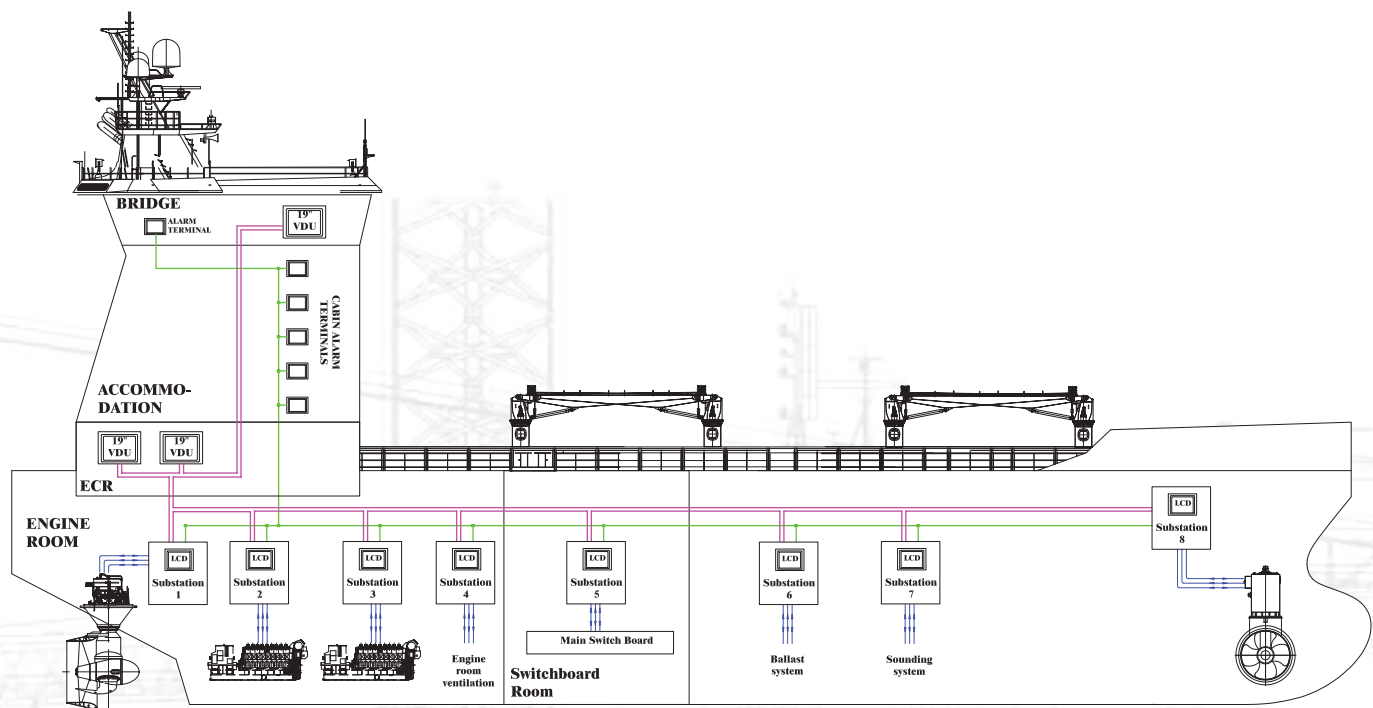 BRIDGE
ALARM
TERMINAL
19"
VDU
CABIN ALARM
TERMINALS
ACCOMMO-
DATION
19"
VDU
19"
VDU
ECR
ENGINE
ROOM
LCD
Substation
1
LCD
Substation
2
LCD
Substation
3
LCD
Substation
4
LCD
Substation
5
LCD
Substation
6
LCD
Substation
7
LCD
Substation
8
Main Switch Board
Engine
room
ventilation
Switchboard
Room
Ballast
system
Sounding
system